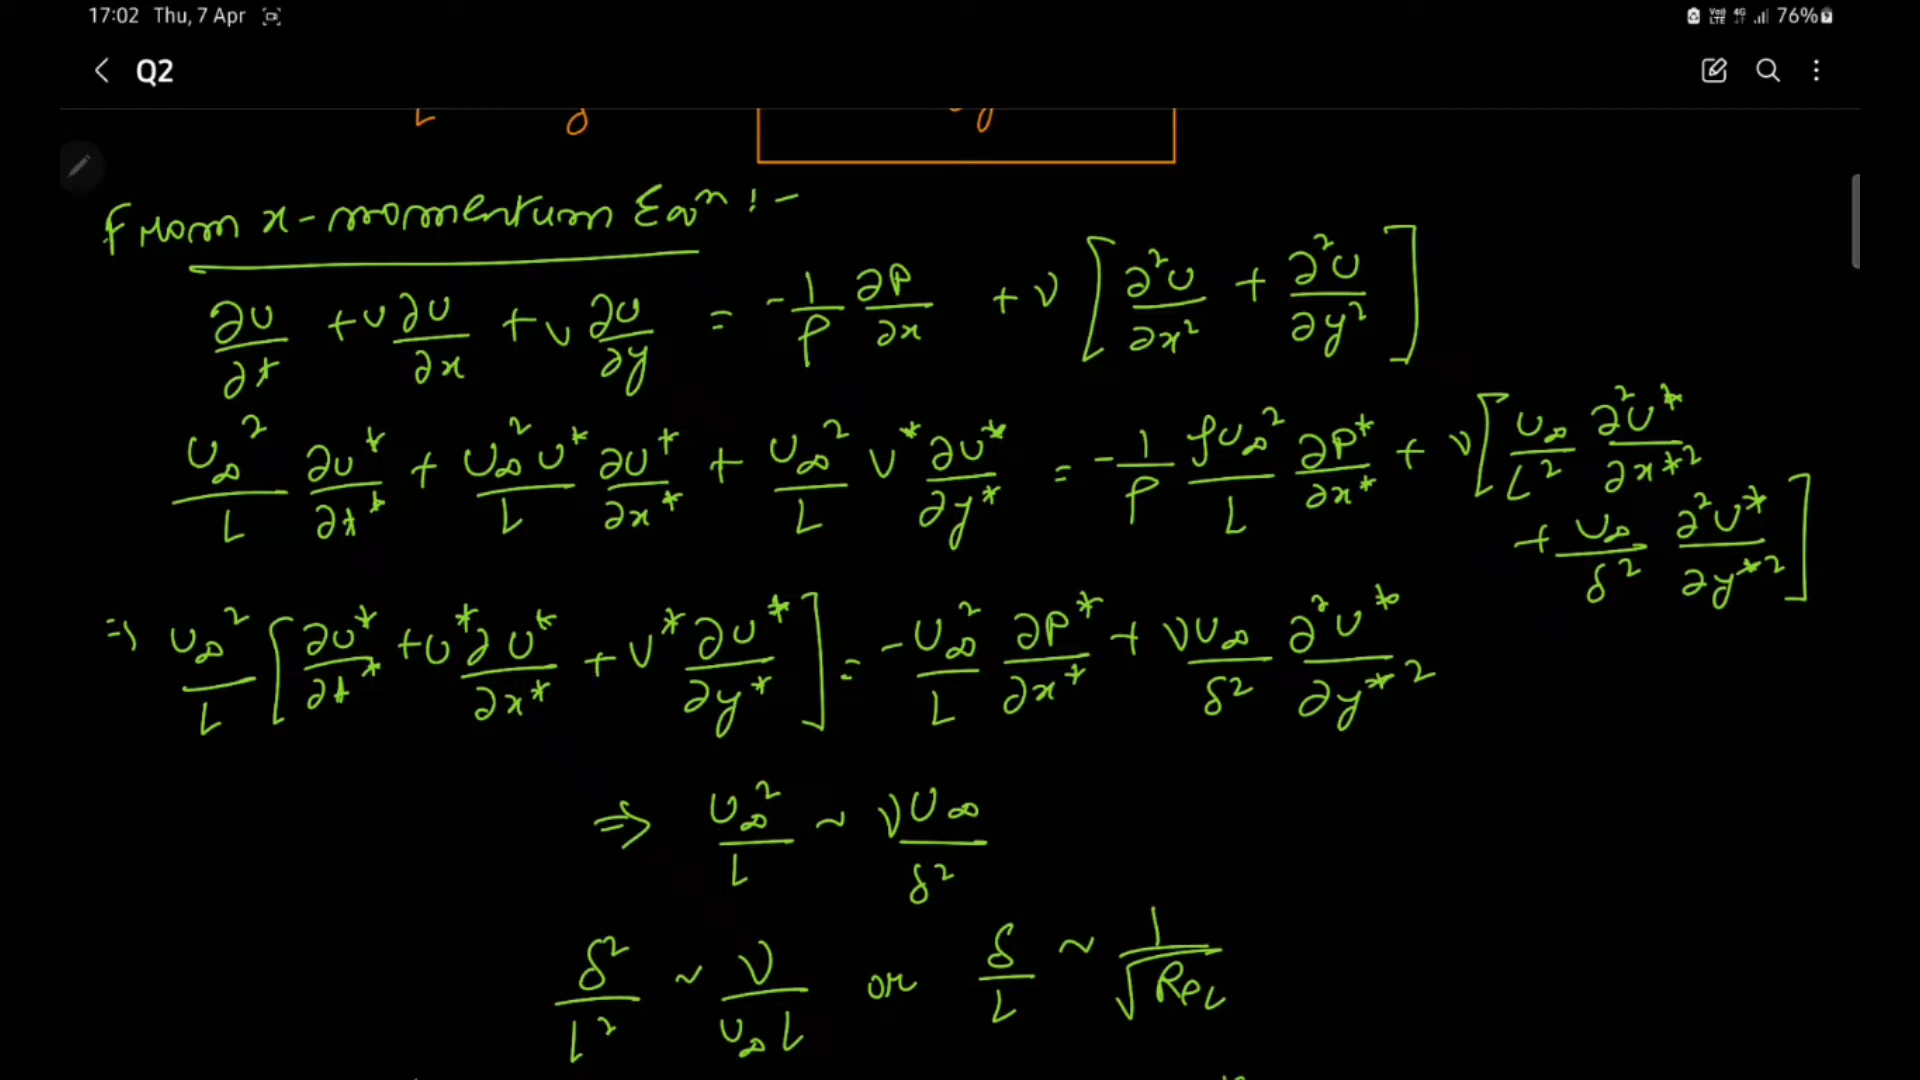 17:02 Thu, 7 Apr
76%
Q2
From x-momentum Eqn :-
∂u/∂t + u ∂u/∂x + v ∂u/∂y = -1/ρ ∂P/∂x + ν [ ∂²u/∂x² + ∂²u/∂y² ]
U∞²/L ∂u*/∂t* + U∞² u*/L ∂u*/∂x* + U∞²/L v* ∂u*/∂y* = -1/ρ ρU∞²/L ∂P*/∂x* + ν [ U∞/L² ∂²u*/∂x*²
+ U∞/δ² ∂²u*/∂y*² ]
⇒ U∞²/L [ ∂u*/∂t* + u* ∂u*/∂x* + v* ∂u*/∂y* ] = -U∞²/L ∂P*/∂x* + νU∞/δ² ∂²u*/∂y*²
⇒ U∞²/L ~ νU∞/δ²
δ²/L² ~ ν/U∞L or δ/L ~ 1/√ReL